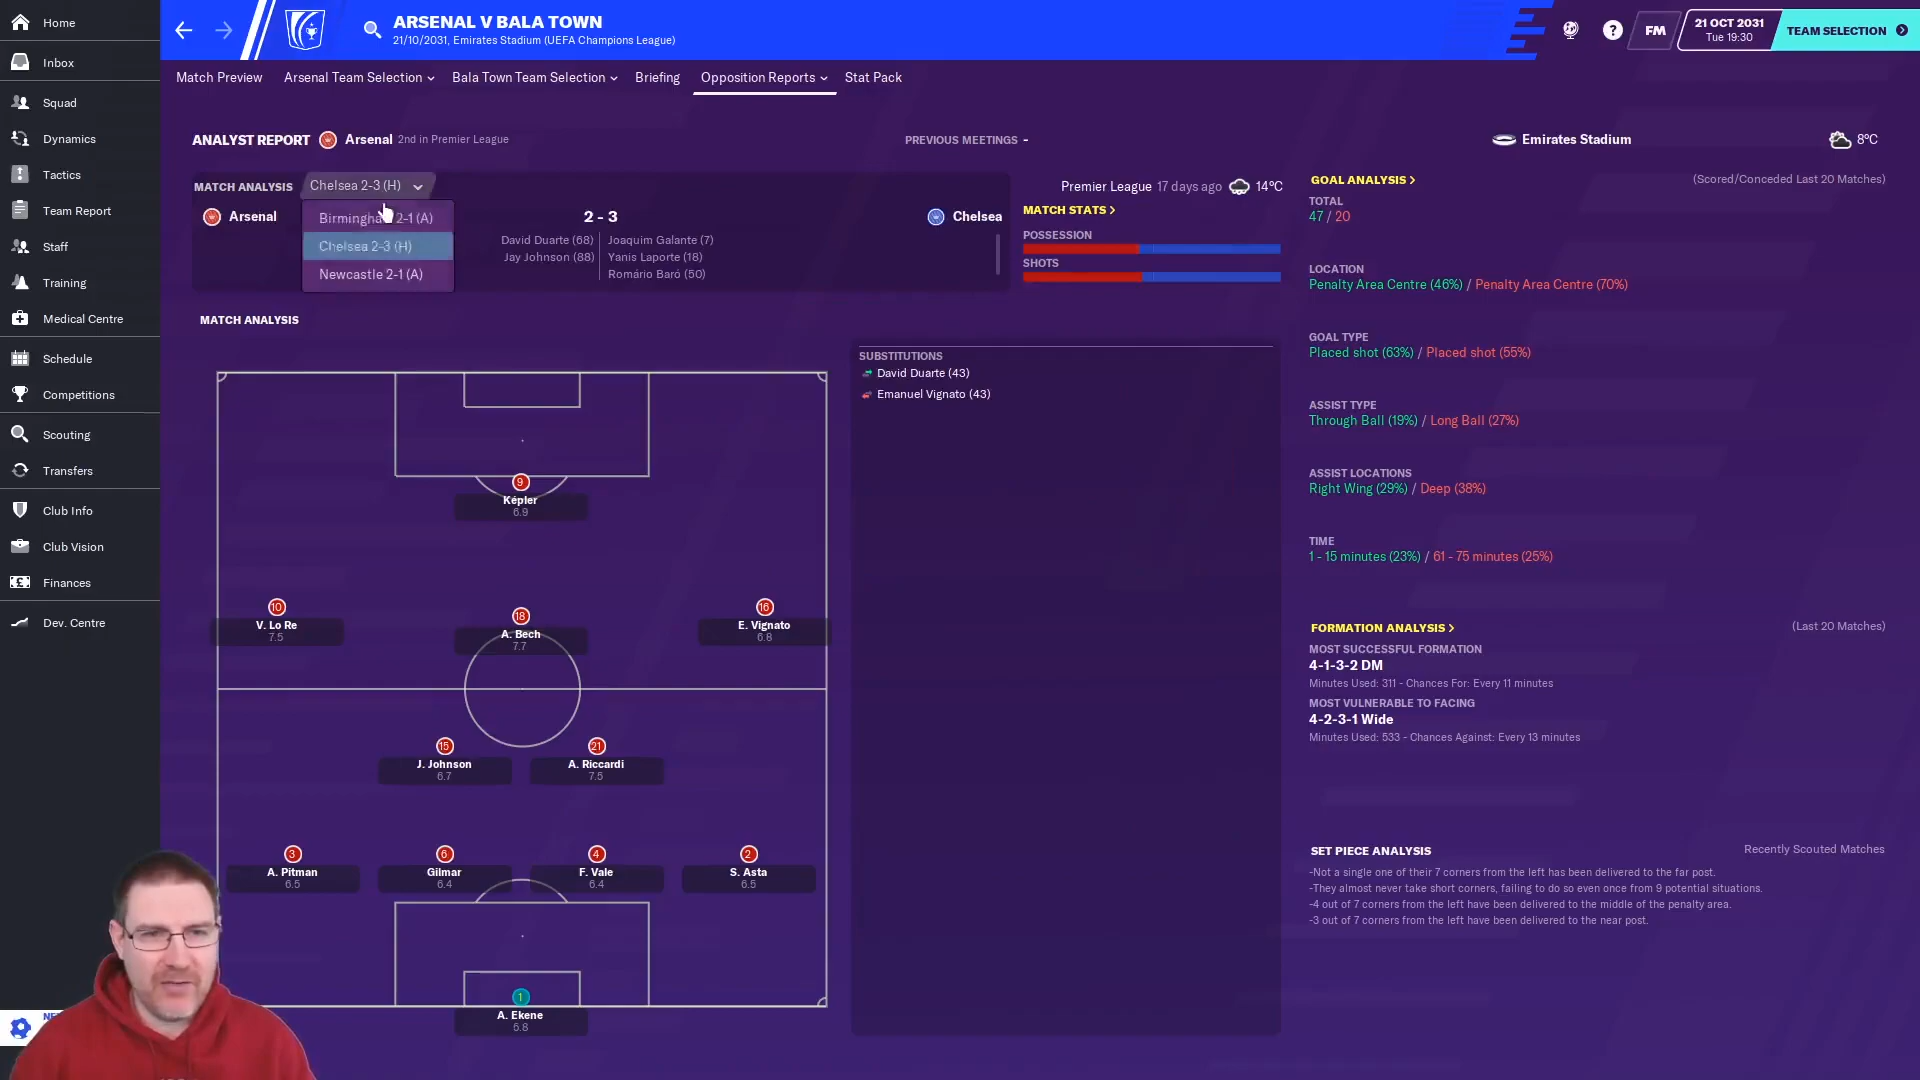 Home
Inbox
Squad
Dynamics
Tactics
Team Report
Staff
Training
Medical Centre
Schedule
Competitions
Scouting
Transfers
Club Info
Club Vision
Finances
Dev. Centre
ARSENAL V BALA TOWN
21/10/2031, Emirates Stadium (UEFA Champions League)
?
FM
21 OCT 2031
Tue 19:30
TEAM SELECTION
Match Preview
Arsenal Team Selection
Bala Town Team Selection
Briefing
Opposition Reports
Stat Pack
ANALYST REPORT
Arsenal 2nd in Premier League
PREVIOUS MEETINGS -
Emirates Stadium
8°C
MATCH ANALYSIS
Chelsea 2-3 (H)
Birmingham 2-1 (A)
Chelsea 2-3 (H)
Newcastle 2-1 (A)
Arsenal
2 - 3
Chelsea
David Duarte (68)
Jay Johnson (88)
Joaquim Galante (7)
Yanis Laporte (18)
Romário Baró (50)
Premier League 17 days ago 14°C
MATCH STATS >
POSSESSION
SHOTS
MATCH ANALYSIS
9
Képler
6.9
10
V. Lo Re
7.5
18
A. Bech
7.7
16
E. Vignato
6.8
15
J. Johnson
6.7
21
A. Riccardi
7.5
3
A. Pitman
6.5
6
Gilmar
6.4
4
F. Vale
6.4
2
S. Asta
6.5
1
A. Ekene
5.8
SUBSTITUTIONS
David Duarte (43)
Emanuel Vignato (43)
GOAL ANALYSIS >
(Scored/Conceded Last 20 Matches)
TOTAL
47 / 20
LOCATION
Penalty Area Centre (46%) / Penalty Area Centre (70%)
GOAL TYPE
Placed shot (63%) / Placed shot (55%)
ASSIST TYPE
Through Ball (19%) / Long Ball (27%)
ASSIST LOCATIONS
Right Wing (29%) / Deep (38%)
TIME
1 - 15 minutes (23%) / 61 - 75 minutes (25%)
FORMATION ANALYSIS >
(Last 20 Matches)
MOST SUCCESSFUL FORMATION
4-1-3-2 DM
Minutes Used: 311 - Chances For: Every 11 minutes
MOST VULNERABLE TO FACING
4-2-3-1 Wide
Minutes Used: 533 - Chances Against: Every 13 minutes
SET PIECE ANALYSIS
Recently Scouted Matches
-Not a single one of their 7 corners from the left has been delivered to the far post.
-They almost never take short corners, failing to do so even once from 9 potential situations.
-4 out of 7 corners from the left have been delivered to the middle of the penalty area.
-3 out of 7 corners from the left have been delivered to the near post.